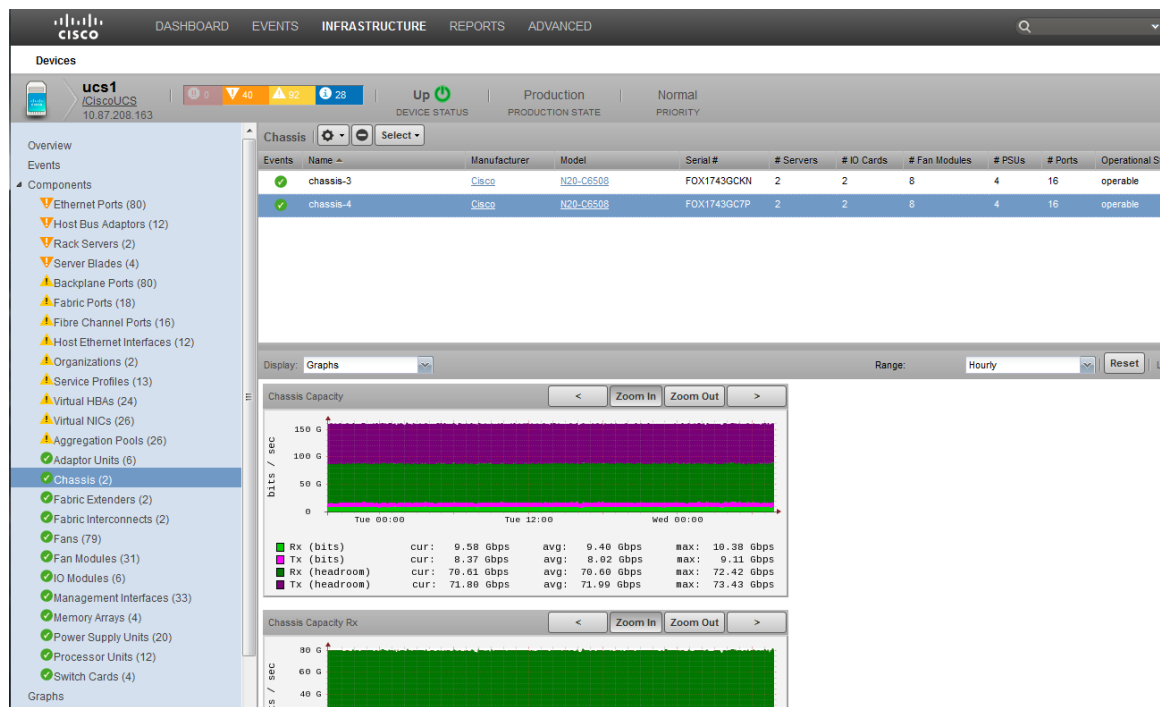 CISCO
DASHBOARD EVENTS INFRASTRUCTURE REPORTS ADVANCED
Devices
ucs1
/CiscoUCS
10.87.208.163
0 40 92 28
Up
DEVICE STATUS
Production
PRODUCTION STATE
Normal
PRIORITY
Overview
Events
Components
Ethernet Ports (80)
Host Bus Adaptors (12)
Rack Servers (2)
Server Blades (4)
Backplane Ports (80)
Fabric Ports (18)
Fibre Channel Ports (16)
Host Ethernet Interfaces (12)
Organizations (2)
Service Profiles (13)
Virtual HBAs (24)
Virtual NICs (26)
Aggregation Pools (26)
Adaptor Units (6)
Chassis (2)
Fabric Extenders (2)
Fabric Interconnects (2)
Fans (79)
Fan Modules (31)
IO Modules (6)
Management Interfaces (33)
Memory Arrays (4)
Power Supply Units (20)
Processor Units (12)
Switch Cards (4)
Graphs
Chassis Select
Events Name Manufacturer Model Serial # # Servers # IO Cards # Fan Modules # PSUs # Ports Operational S
chassis-3 Cisco N20-C6508 FOX1743GCKN 2 2 8 4 16 operable
chassis-4 Cisco N20-C6508 FOX1743GC7P 2 2 8 4 16 operable
Display: Graphs Range: Hourly Reset
Chassis Capacity < Zoom In Zoom Out >
bits / sec
150 G
100 G
50 G
0
Tue 00:00 Tue 12:00 Wed 00:00
Rx (bits) cur: 9.58 Gbps avg: 9.40 Gbps max: 10.38 Gbps
Tx (bits) cur: 8.37 Gbps avg: 8.02 Gbps max: 9.11 Gbps
Rx (headroom) cur: 70.61 Gbps avg: 70.60 Gbps max: 72.42 Gbps
Tx (headroom) cur: 71.80 Gbps avg: 71.99 Gbps max: 73.43 Gbps
Chassis Capacity Rx < Zoom In Zoom Out >
/ sec
80 G
60 G
40 G